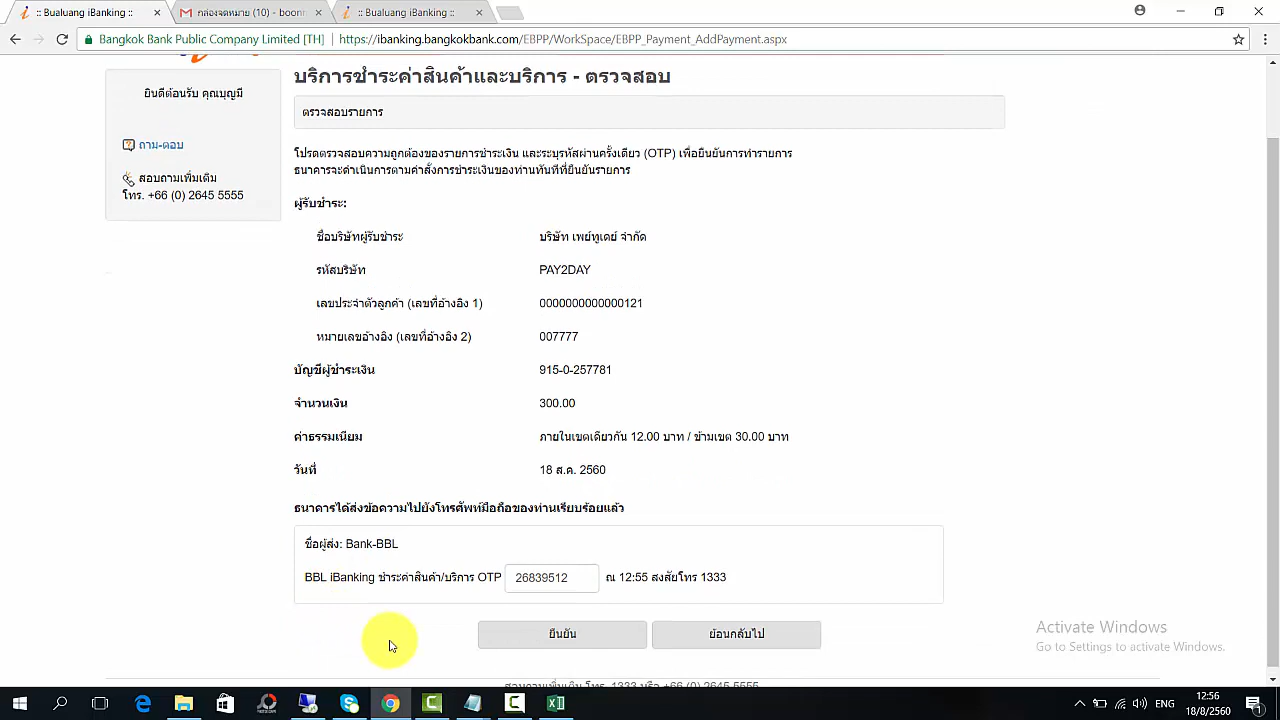 :: Bualuang iBanking ::
กล่องจดหมาย (10) - boonm
:: Bualuang iBanking ::
Bangkok Bank Public Company Limited [TH]
https://ibanking.bangkokbank.com/EBPP/WorkSpace/EBPP_Payment_AddPayment.aspx
ยินดีต้อนรับ คุณบุญมี
ถาม-ตอบ
สอบถามเพิ่มเติม
โทร. +66 (0) 2645 5555
บริการชำระค่าสินค้าและบริการ - ตรวจสอบ
ตรวจสอบรายการ
โปรดตรวจสอบความถูกต้องของรายการชำระเงิน และระบุรหัสผ่านครั้งเดียว (OTP) เพื่อยืนยันการทำรายการ
ธนาคารจะดำเนินการตามคำสั่งการชำระเงินของท่านทันทีที่ยืนยันรายการ
ผู้รับชำระ:
ชื่อบริษัทผู้รับชำระ บริษัท เพย์ทูเดย์ จำกัด
รหัสบริษัท PAY2DAY
เลขประจำตัวลูกค้า (เลขที่อ้างอิง 1) 0000000000000121
หมายเลขอ้างอิง (เลขที่อ้างอิง 2) 007777
บัญชีผู้ชำระเงิน 915-0-257781
จำนวนเงิน 300.00
ค่าธรรมเนียม ภายในเขตเดียวกัน 12.00 บาท / ข้ามเขต 30.00 บาท
วันที่ 18 ส.ค. 2560
ธนาคารได้ส่งข้อความไปยังโทรศัพท์มือถือของท่านเรียบร้อยแล้ว
ชื่อผู้ส่ง: Bank-BBL
BBL iBanking ชำระค่าสินค้า/บริการ OTP 26839512 ณ 12:55 สงสัยโทร 1333
ยืนยัน
ย้อนกลับไป
Activate Windows
Go to Settings to activate Windows.
สอบถามเพิ่มเติม โทร. 1333 หรือ +66 (0) 2645 5555
ENG
12:56
18/8/2560